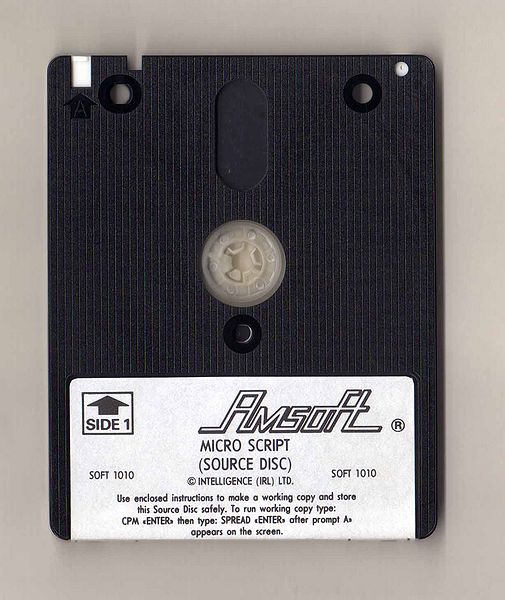 A
SIDE 1
Amsoft ®
MICRO SCRIPT
(SOURCE DISC)
SOFT 1010
© INTELLIGENCE (IRL) LTD.
SOFT 1010
Use enclosed instructions to make a working copy and store
this Source Disc safely. To run working copy type:
CPM «ENTER» then type: SPREAD «ENTER» after prompt A»
appears on the screen.